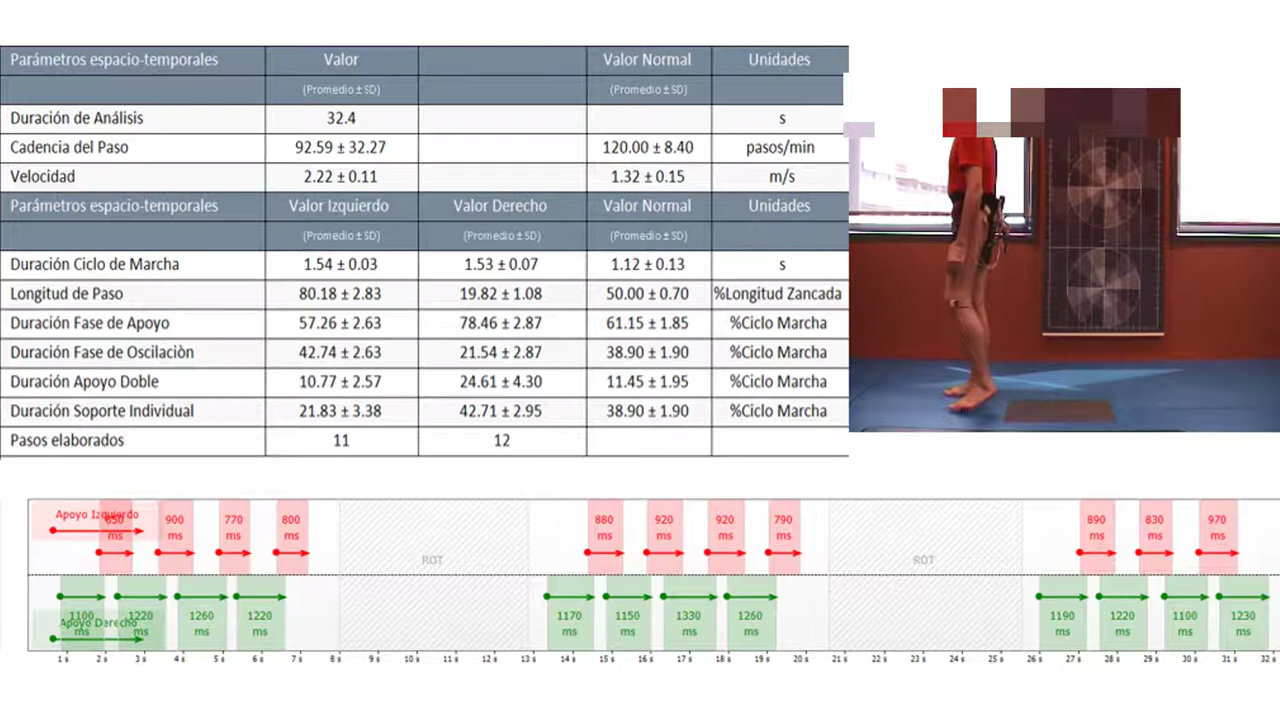 Parámetros espacio-temporales Valor Valor Normal Unidades
(Promedio ± SD) (Promedio ± SD)
Duración de Análisis 32.4 s
Cadencia del Paso 92.59 ± 32.27 120.00 ± 8.40 pasos/min
Velocidad 2.22 ± 0.11 1.32 ± 0.15 m/s
Parámetros espacio-temporales Valor Izquierdo Valor Derecho Valor Normal Unidades
(Promedio ± SD) (Promedio ± SD) (Promedio ± SD)
Duración Ciclo de Marcha 1.54 ± 0.03 1.53 ± 0.07 1.12 ± 0.13 s
Longitud de Paso 80.18 ± 2.83 19.82 ± 1.08 50.00 ± 0.70 %Longitud Zancada
Duración Fase de Apoyo 57.26 ± 2.63 78.46 ± 2.87 61.15 ± 1.85 %Ciclo Marcha
Duración Fase de Oscilaciòn 42.74 ± 2.63 21.54 ± 2.87 38.90 ± 1.90 %Ciclo Marcha
Duración Apoyo Doble 10.77 ± 2.57 24.61 ± 4.30 11.45 ± 1.95 %Ciclo Marcha
Duración Soporte Individual 21.83 ± 3.38 42.71 ± 2.95 38.90 ± 1.90 %Ciclo Marcha
Pasos elaborados 11 12
Apoyo Izquierdo
650 900 770 800 880 920 920 790 890 830 970
ms ms ms ms ms ms ms ms ms ms ms
ROT ROT
1100 1220 1260 1220 1170 1150 1330 1260 1190 1220 1100 1230
Apoyo Derecho
ms ms ms ms ms ms ms ms ms ms ms ms
1 s 2 s 3 s 4 s 5 s 6 s 7 s 8 s 9 s 10 s 11 s 12 s 13 s 14 s 15 s 16 s 17 s 18 s 19 s 20 s 21 s 22 s 23 s 24 s 25 s 26 s 27 s 28 s 29 s 30 s 31 s 32 s